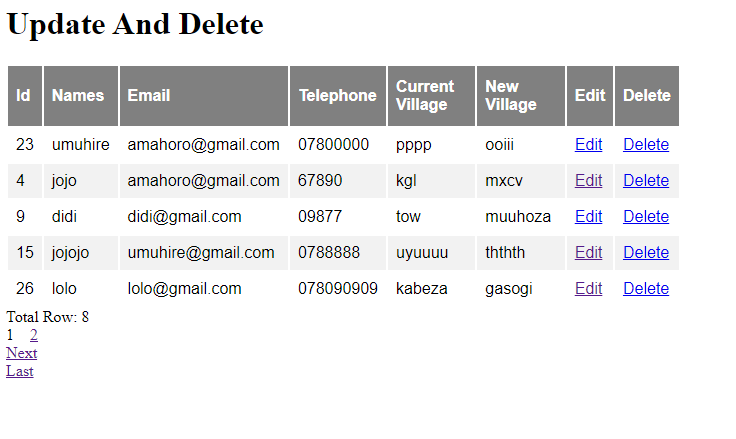 Update And Delete
Id Names Email Telephone Current Village New Village Edit Delete
23 umuhire amahoro@gmail.com 07800000 pppp ooiii Edit Delete
4 jojo amahoro@gmail.com 67890 kgl mxcv Edit Delete
9 didi didi@gmail.com 09877 tow muuhoza Edit Delete
15 jojojo umuhire@gmail.com 0788888 uyuuuu ththth Edit Delete
26 lolo lolo@gmail.com 078090909 kabeza gasogi Edit Delete
Total Row: 8
1 2
Next
Last